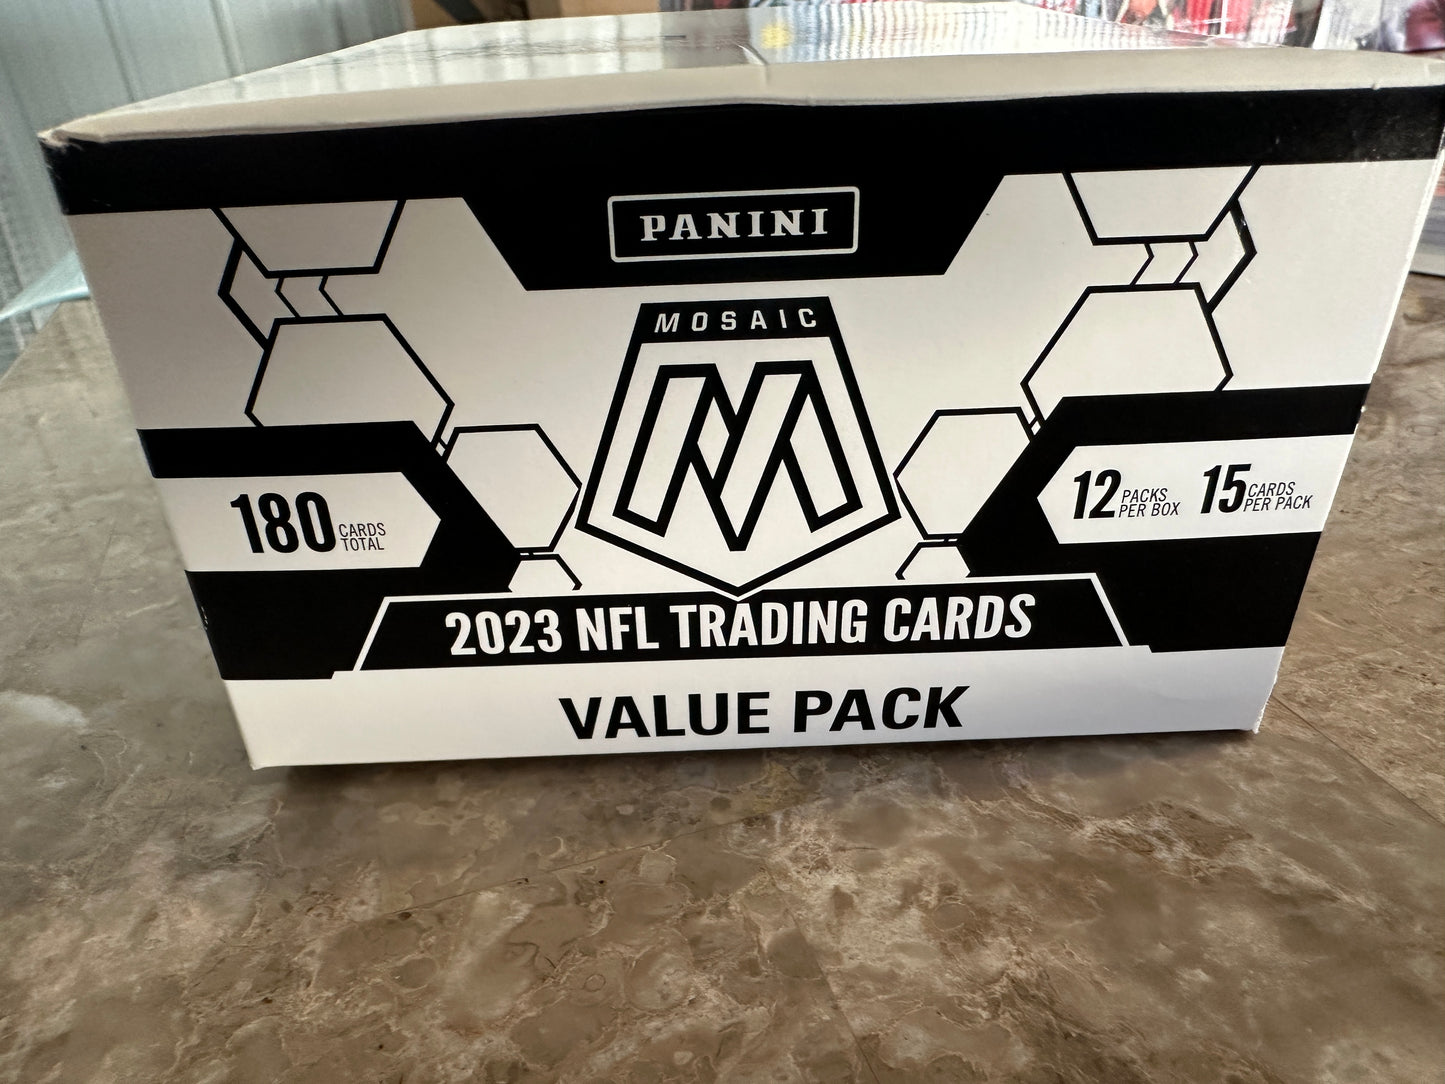 PANINI
MOSAIC
M
180 CARDS TOTAL
12 PACKS PER BOX 15 CARDS PER PACK
2023 NFL TRADING CARDS
VALUE PACK